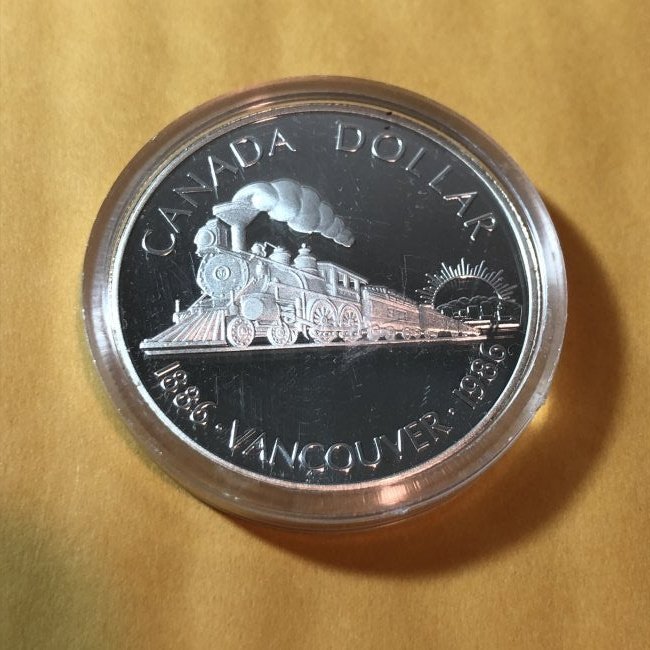 CANADA DOLLAR
1886 · VANCOUVER · 1986